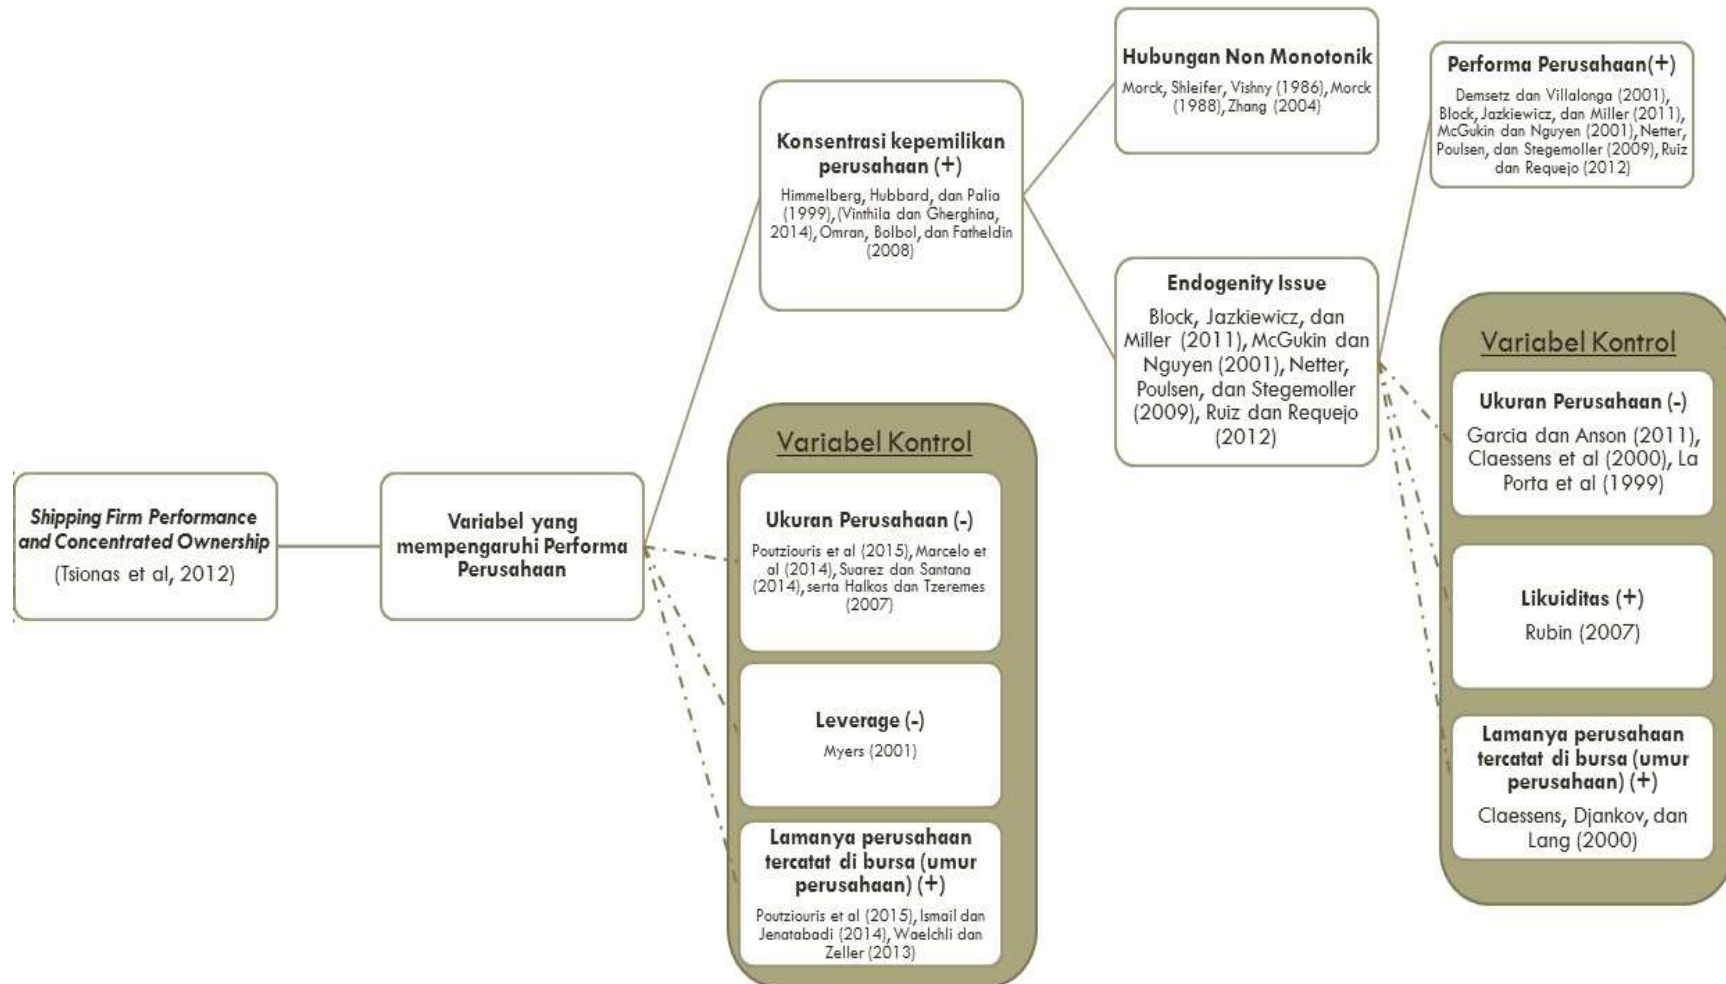 Shipping Firm Performance
and Concentrated Ownership
(Tsionas et al, 2012)
Variabel yang
mempengaruhi Performa
Perusahaan
Konsentrasi kepemilikan
perusahaan (+)
Himmelberg, Hubbard, dan Palia
(1999), (Vinthila dan Gherghina,
2014), Omran, Bolbol, dan Fatheldin
(2008)
Variabel Kontrol
Ukuran Perusahaan (-)
Poutziouris et al (2015), Marcelo et
al (2014), Suarez dan Santana
(2014), serta Halkos dan Tzeremes
(2007)
Leverage (-)
Myers (2001)
Lamanya perusahaan
tercatat di bursa (umur
perusahaan) (+)
Poutziouris et al (2015), Ismail dan
Jenatabadi (2014), Waelchli dan
Zeller (2013)
Hubungan Non Monotonik
Morck, Shleifer, Vishny (1986), Morck
(1988), Zhang (2004)
Endogenity Issue
Block, Jazkiewicz, dan
Miller (2011), McGukin dan
Nguyen (2001), Netter,
Poulsen, dan Stegemoller
(2009), Ruiz dan Requejo
(2012)
Performa Perusahaan(+)
Demsetz dan Villalonga (2001),
Block, Jazkiewicz, dan Miller (2011),
McGukin dan Nguyen (2001), Netter,
Poulsen, dan Stegemoller (2009), Ruiz
dan Requejo (2012)
Variabel Kontrol
Ukuran Perusahaan (-)
Garcia dan Anson (2011),
Claessens et al (2000), La
Porta et al (1999)
Likuiditas (+)
Rubin (2007)
Lamanya perusahaan
tercatat di bursa (umur
perusahaan) (+)
Claessens, Djankov, dan
Lang (2000)